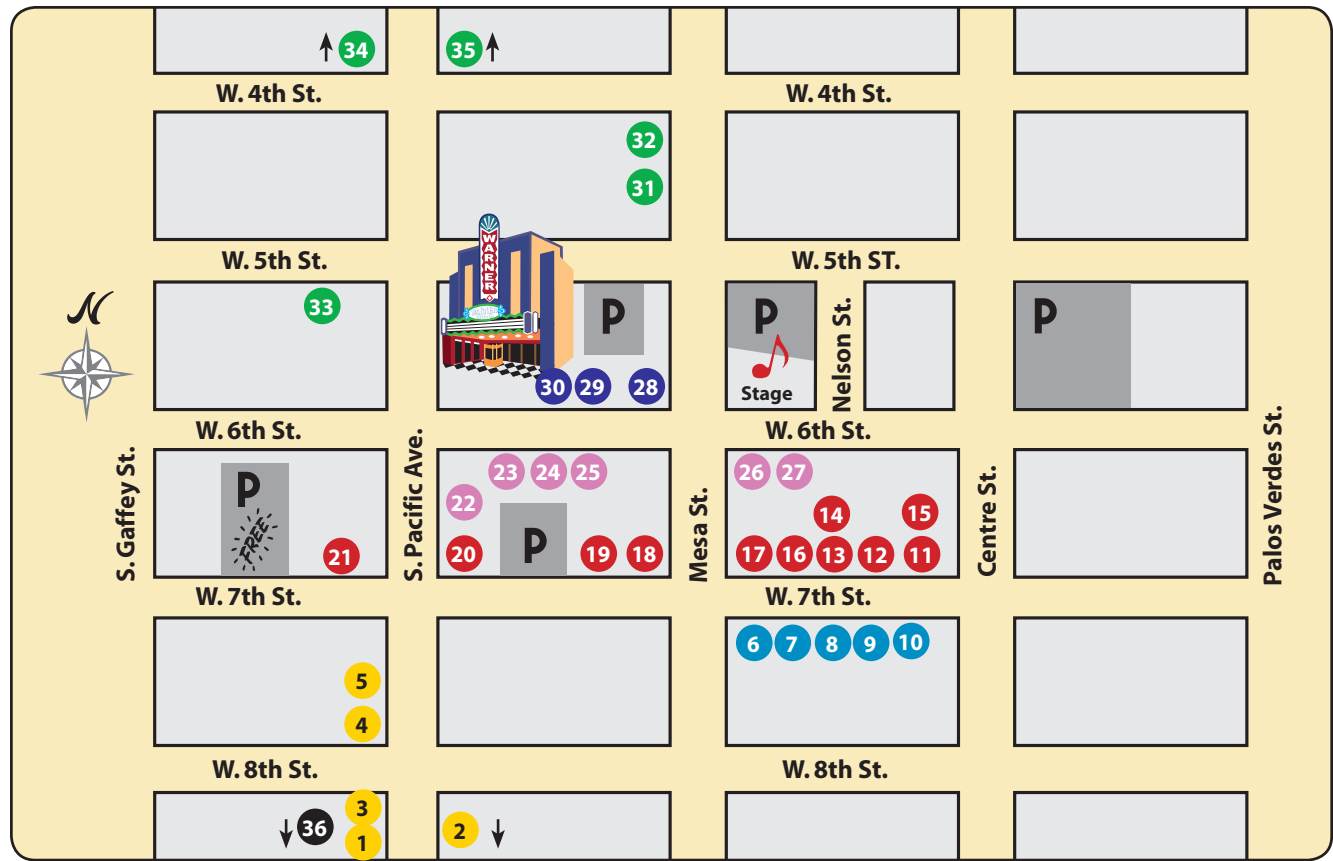 34
35
W. 4th St.
W. 4th St.
32
31
W. 5th St.
W. 5th ST.
N
33
WARNER
P
P
Stage
Nelson St.
P
30
29
28
W. 6th St.
W. 6th St.
S. Gaffey St.
P
FREE
21
S. Pacific Ave.
23
24
25
22
P
20
19
18
Mesa St.
26
27
14
15
17
16
13
12
11
Centre St.
Palos Verdes St.
W. 7th St.
W. 7th St.
6
7
8
9
10
5
4
W. 8th St.
W. 8th St.
3
36
1
2